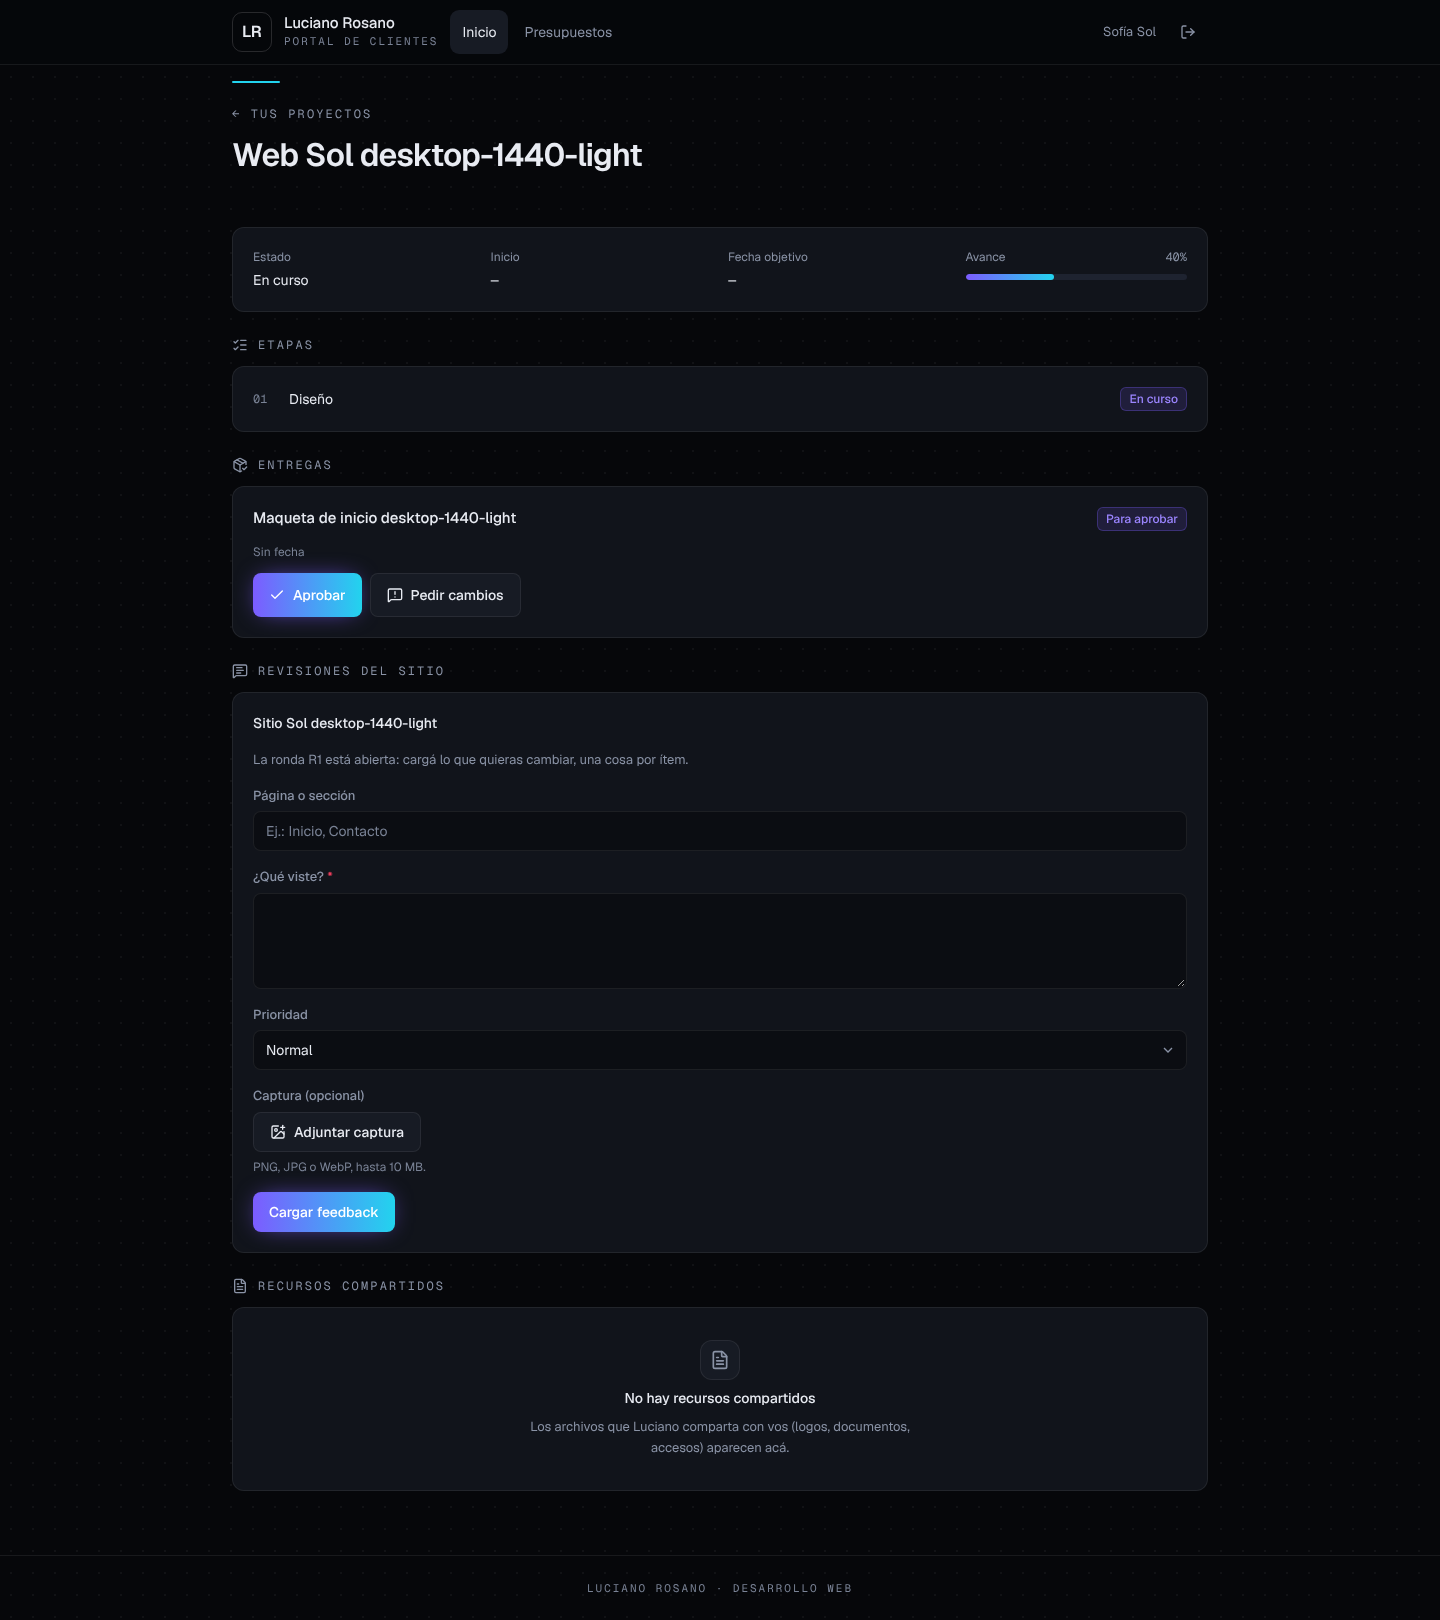 LR
Luciano Rosano
PORTAL DE CLIENTES
Inicio
Presupuestos
Sofía Sol
← TUS PROYECTOS
Web Sol desktop-1440-light
Estado
En curso
Inicio
—
Fecha objetivo
—
Avance
40%
ETAPAS
01 Diseño
En curso
ENTREGAS
Maqueta de inicio desktop-1440-light
Para aprobar
Sin fecha
Aprobar
Pedir cambios
REVISIONES DEL SITIO
Sitio Sol desktop-1440-light
La ronda R1 está abierta: cargá lo que quieras cambiar, una cosa por ítem.
Página o sección
Ej.: Inicio, Contacto
¿Qué viste? *
Prioridad
Normal
Captura (opcional)
Adjuntar captura
PNG, JPG o WebP, hasta 10 MB.
Cargar feedback
RECURSOS COMPARTIDOS
No hay recursos compartidos
Los archivos que Luciano comparta con vos (logos, documentos,
accesos) aparecen acá.
LUCIANO ROSANO · DESARROLLO WEB